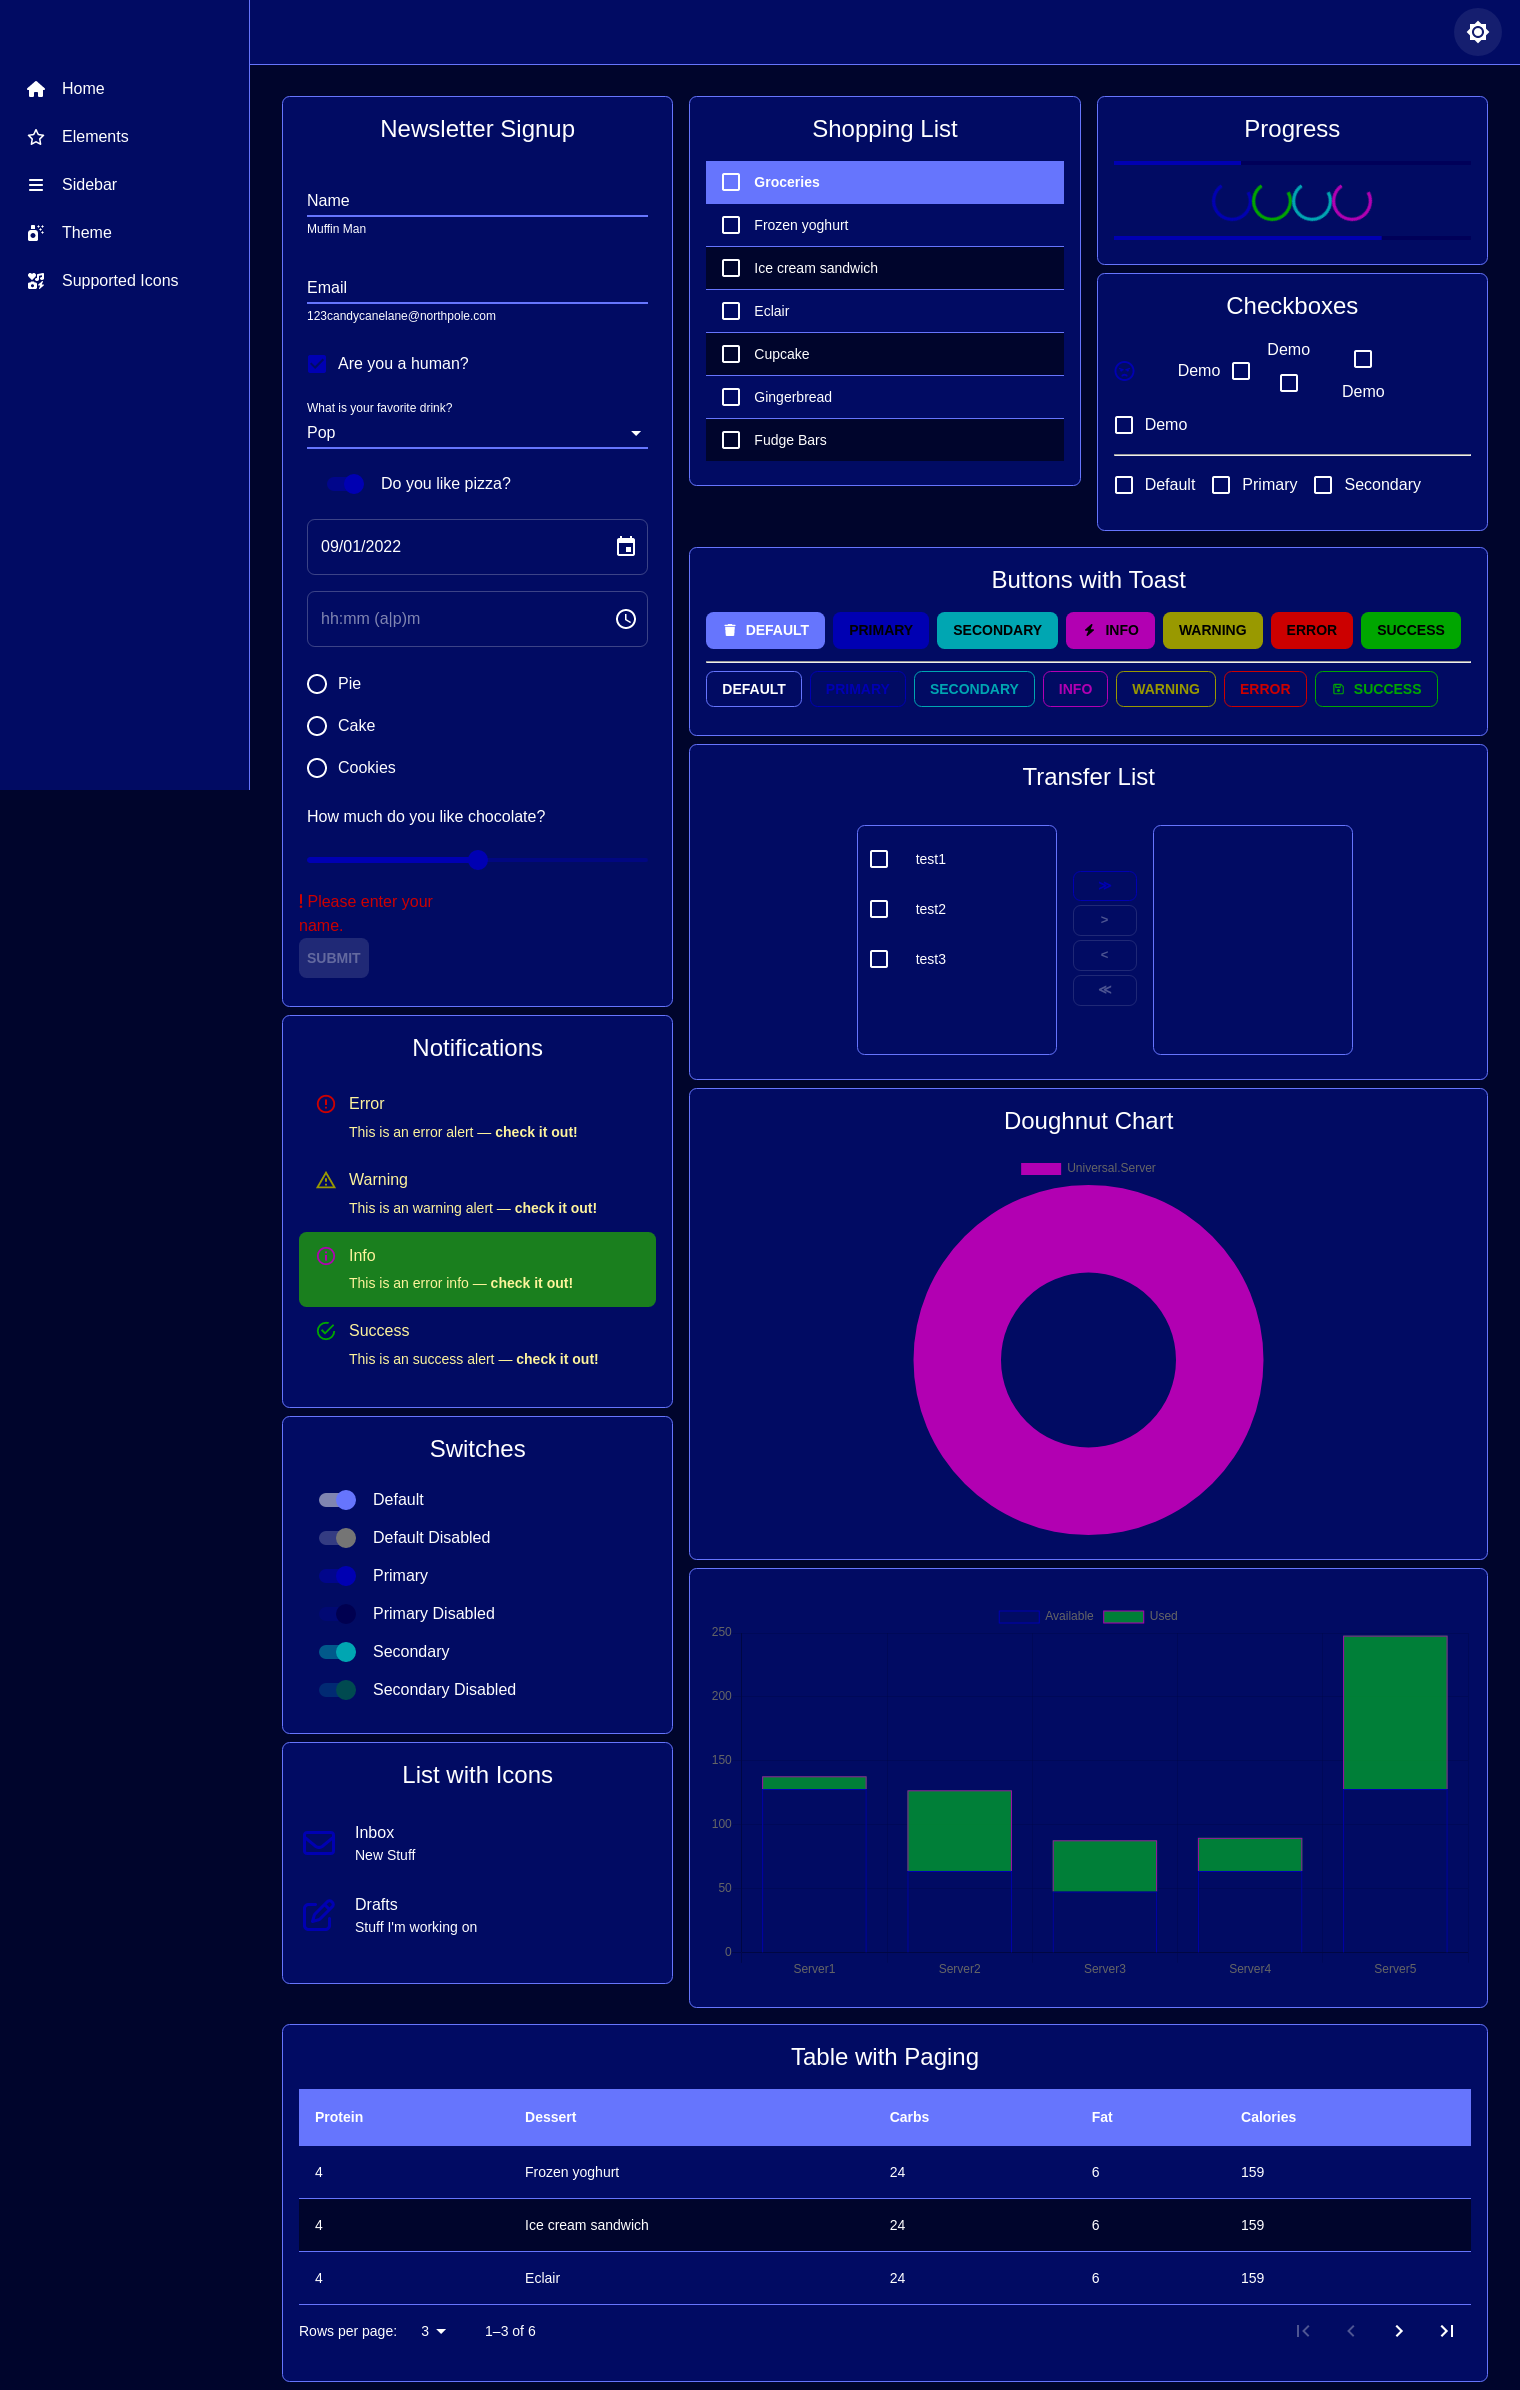 Home
Elements
Sidebar
Theme
Supported Icons
Newsletter Signup
Name
Muffin Man
Email
123candycanelane@northpole.com
Are you a human?
What is your favorite drink?
Pop
Do you like pizza?
09/01/2022
hh:mm (a|p)m
Pie
Cake
Cookies
How much do you like chocolate?
! Please enter your
name.
SUBMIT
Notifications
Error
This is an error alert — check it out!
Warning
This is an warning alert — check it out!
Info
This is an error info — check it out!
Success
This is an success alert — check it out!
Switches
Default
Default Disabled
Primary
Primary Disabled
Secondary
Secondary Disabled
List with Icons
Inbox
New Stuff
Drafts
Stuff I'm working on
Shopping List
Groceries
Frozen yoghurt
Ice cream sandwich
Eclair
Cupcake
Gingerbread
Fudge Bars
Progress
Checkboxes
Demo
Demo
Demo
Demo
Default Primary Secondary
Buttons with Toast
DEFAULT PRIMARY SECONDARY INFO WARNING ERROR SUCCESS
DEFAULT PRIMARY SECONDARY INFO WARNING ERROR SUCCESS
Transfer List
test1
test2
test3
≫
>
<
≪
Doughnut Chart
Universal.Server
Available Used
250
200
150
100
50
0
Server1 Server2 Server3 Server4 Server5
Table with Paging
Protein Dessert Carbs Fat Calories
4 Frozen yoghurt 24 6 159
4 Ice cream sandwich 24 6 159
4 Eclair 24 6 159
Rows per page: 3 1–3 of 6